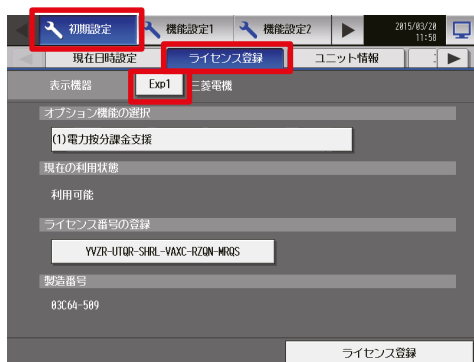 初期設定 機能設定1 機能設定2 2015/03/20
11:58
現在日時設定 ライセンス登録 ユニット情報
表示機器 Exp1 三菱電機
オプション機能の選択
(1)電力按分課金支援
現在の利用状態
利用可能
ライセンス番号の登録
YVZR-UTQR-SHRL-VAXC-RZQN-MRQS
製造番号
03C64-509
ライセンス登録